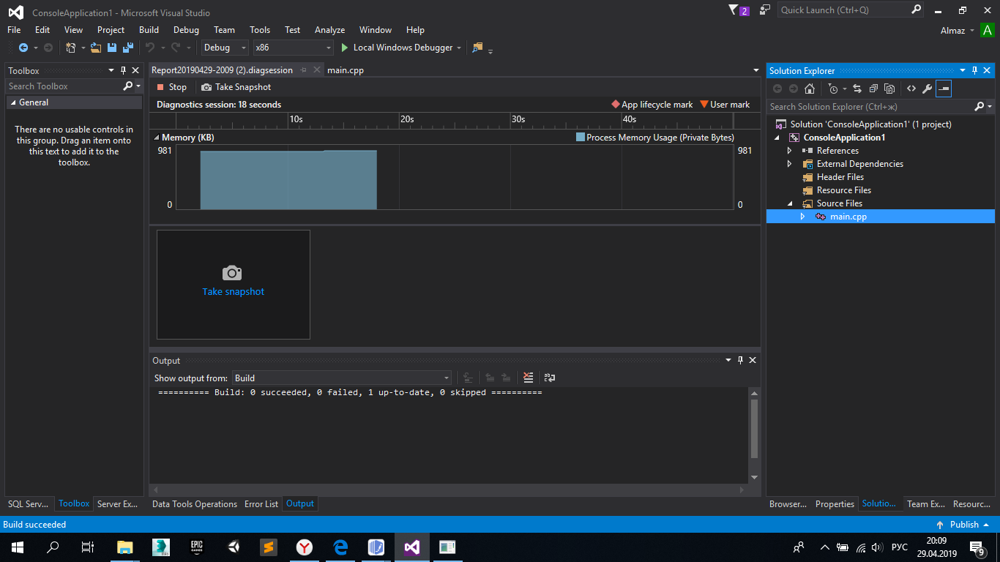 ConsoleApplication1 - Microsoft Visual Studio
2
Quick Launch (Ctrl+Q)
File Edit View Project Build Debug Team Tools Test Analyze Window Help
Almaz A
Debug x86 Local Windows Debugger
Toolbox
Search Toolbox
General
There are no usable controls in
this group. Drag an item onto
this text to add it to the
toolbox.
Report20190429-2009 (2).diagsession main.cpp
Stop Take Snapshot
Diagnostics session: 18 seconds
App lifecycle mark User mark
10s 20s 30s 40s
Memory (KB)
Process Memory Usage (Private Bytes)
981 981
0 0
Take snapshot
Output
Show output from: Build
========== Build: 0 succeeded, 0 failed, 1 up-to-date, 0 skipped ==========
Solution Explorer
Search Solution Explorer (Ctrl+ж)
Solution 'ConsoleApplication1' (1 project)
ConsoleApplication1
References
External Dependencies
Header Files
Resource Files
Source Files
main.cpp
SQL Serv... Toolbox Server Ex...
Data Tools Operations Error List Output
Browser... Properties Solutio... Team Ex... Resourc...
Build succeeded
Publish
EPIC
GAMES
РУС
20:09
29.04.2019
9